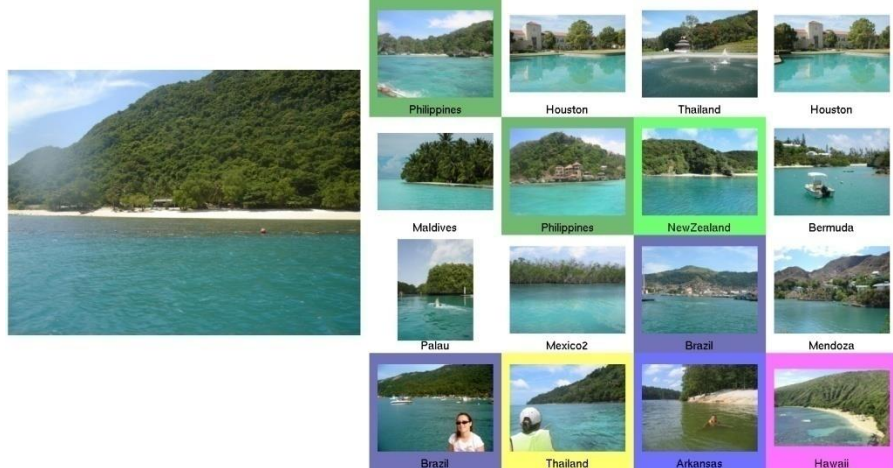 Philippines
Houston
Thailand
Houston
Maldives
Philippines
NewZealand
Bermuda
Palau
Mexico2
Brazil
Mendoza
Brazil
Thailand
Arkansas
Hawaii